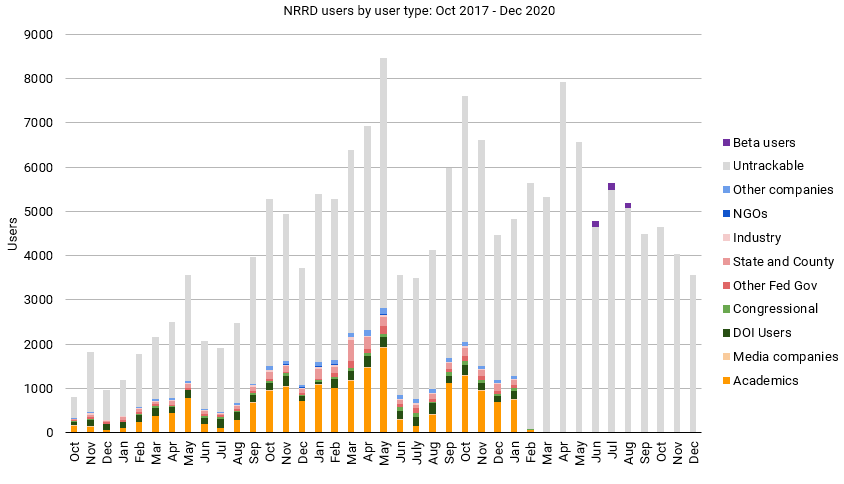 NRRD users by user type: Oct 2017 - Dec 2020
Users
9000
8000
7000
6000
5000
4000
3000
2000
1000
0
Oct
Nov
Dec
Jan
Feb
Mar
Apr
May
Jun
Jul
Aug
Sep
Oct
Nov
Dec
Jan
Feb
Mar
Apr
May
Jun
July
Aug
Sep
Oct
Nov
Dec
Jan
Feb
Mar
Apr
May
Jun
Jul
Aug
Sep
Oct
Nov
Dec
Beta users
Untrackable
Other companies
NGOs
Industry
State and County
Other Fed Gov
Congressional
DOI Users
Media companies
Academics